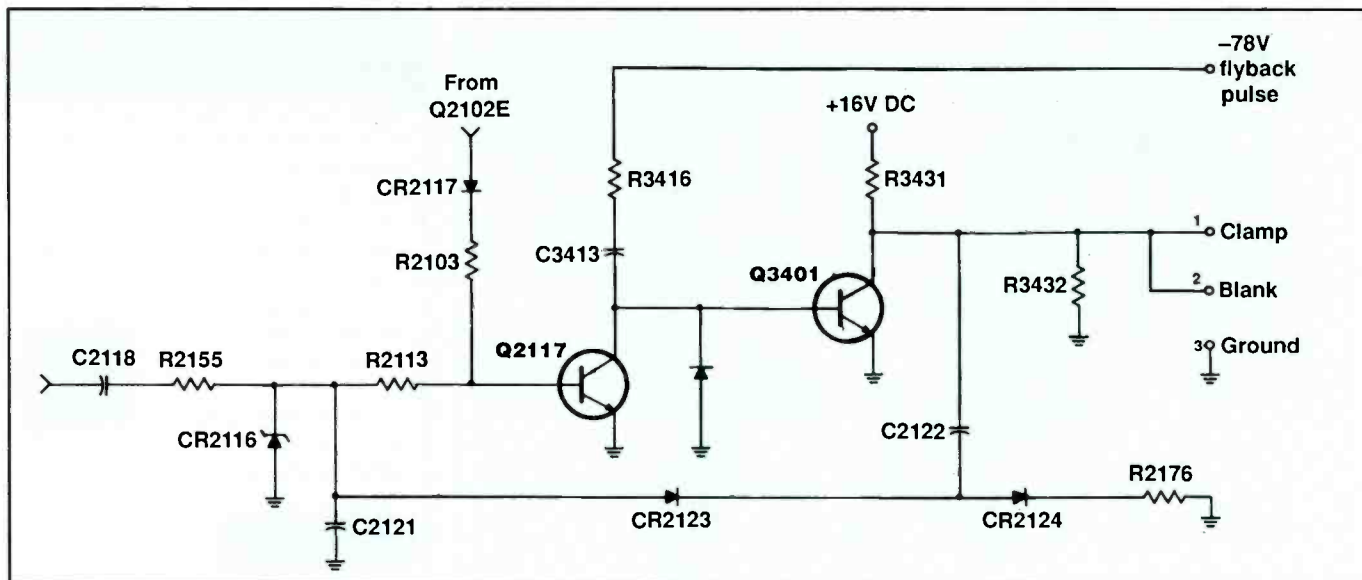 –78V
flyback
pulse
From
Q2102E
+16V DC
CR2117
R3416
R3431
R2103
C3413
Q3401
R3432
1
Clamp
2
Blank
3
Ground
C2118
R2155
R2113
Q2117
CR2116
C2122
R2176
C2121
CR2123
CR2124